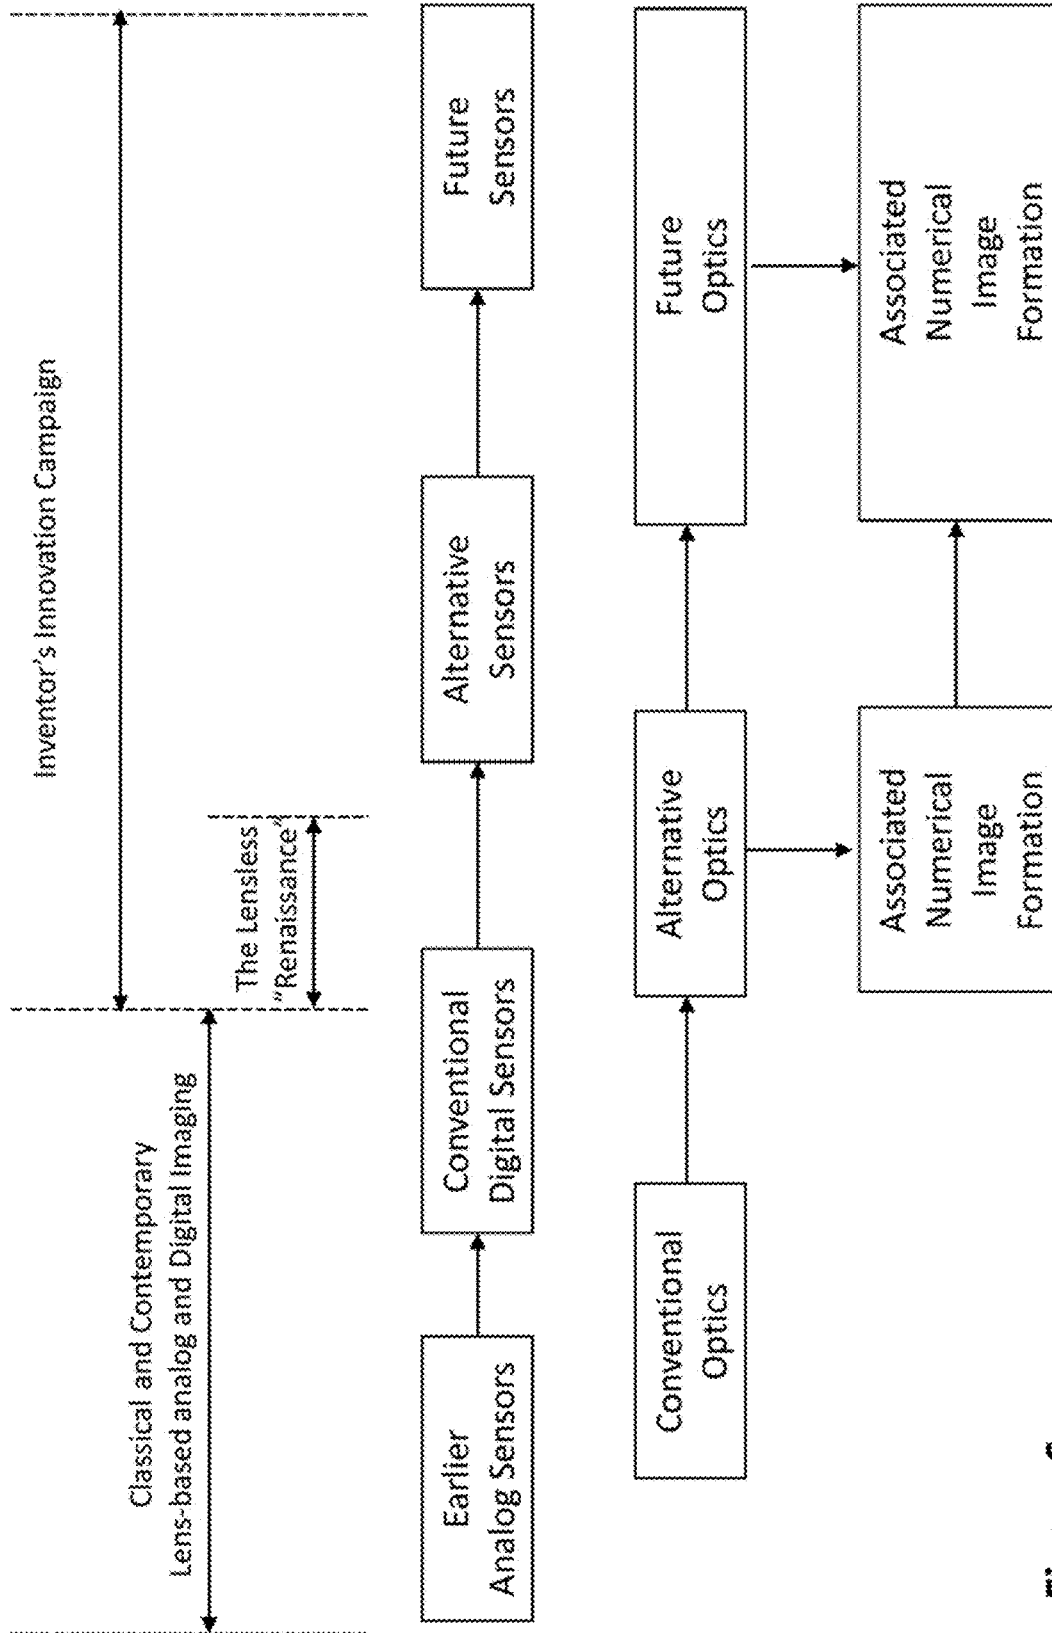 Inventor's Innovation Campaign
Classical and Contemporary
Lens-based analog and Digital Imaging
The Lensless
"Renaissance"
Earlier
Analog Sensors
Conventional
Digital Sensors
Alternative
Sensors
Future
Sensors
Conventional
Optics
Alternative
Optics
Future
Optics
Associated
Numerical
Image
Formation
Associated
Numerical
Image
Formation